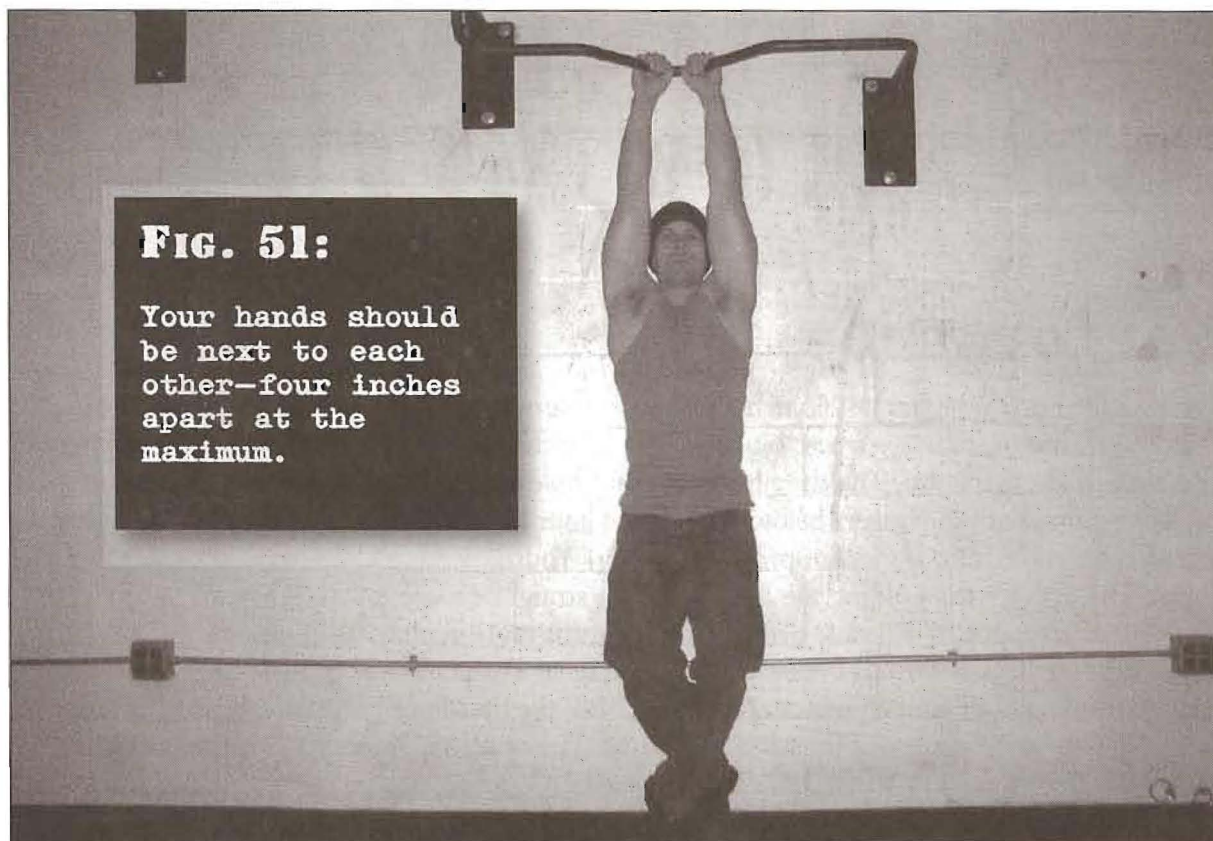 FIG. 51:
Your hands should
be next to each
other—four inches
apart at the
maximum.